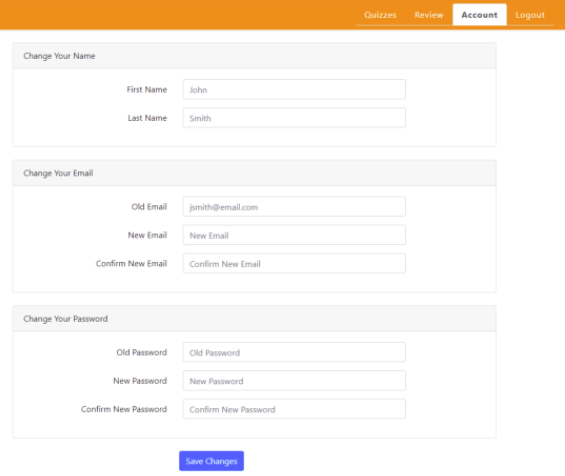 Quizzes Review Account Logout
Change Your Name
First Name John
Last Name Smith
Change Your Email
Old Email jsmith@email.com
New Email New Email
Confirm New Email Confirm New Email
Change Your Password
Old Password Old Password
New Password New Password
Confirm New Password Confirm New Password
Save Changes